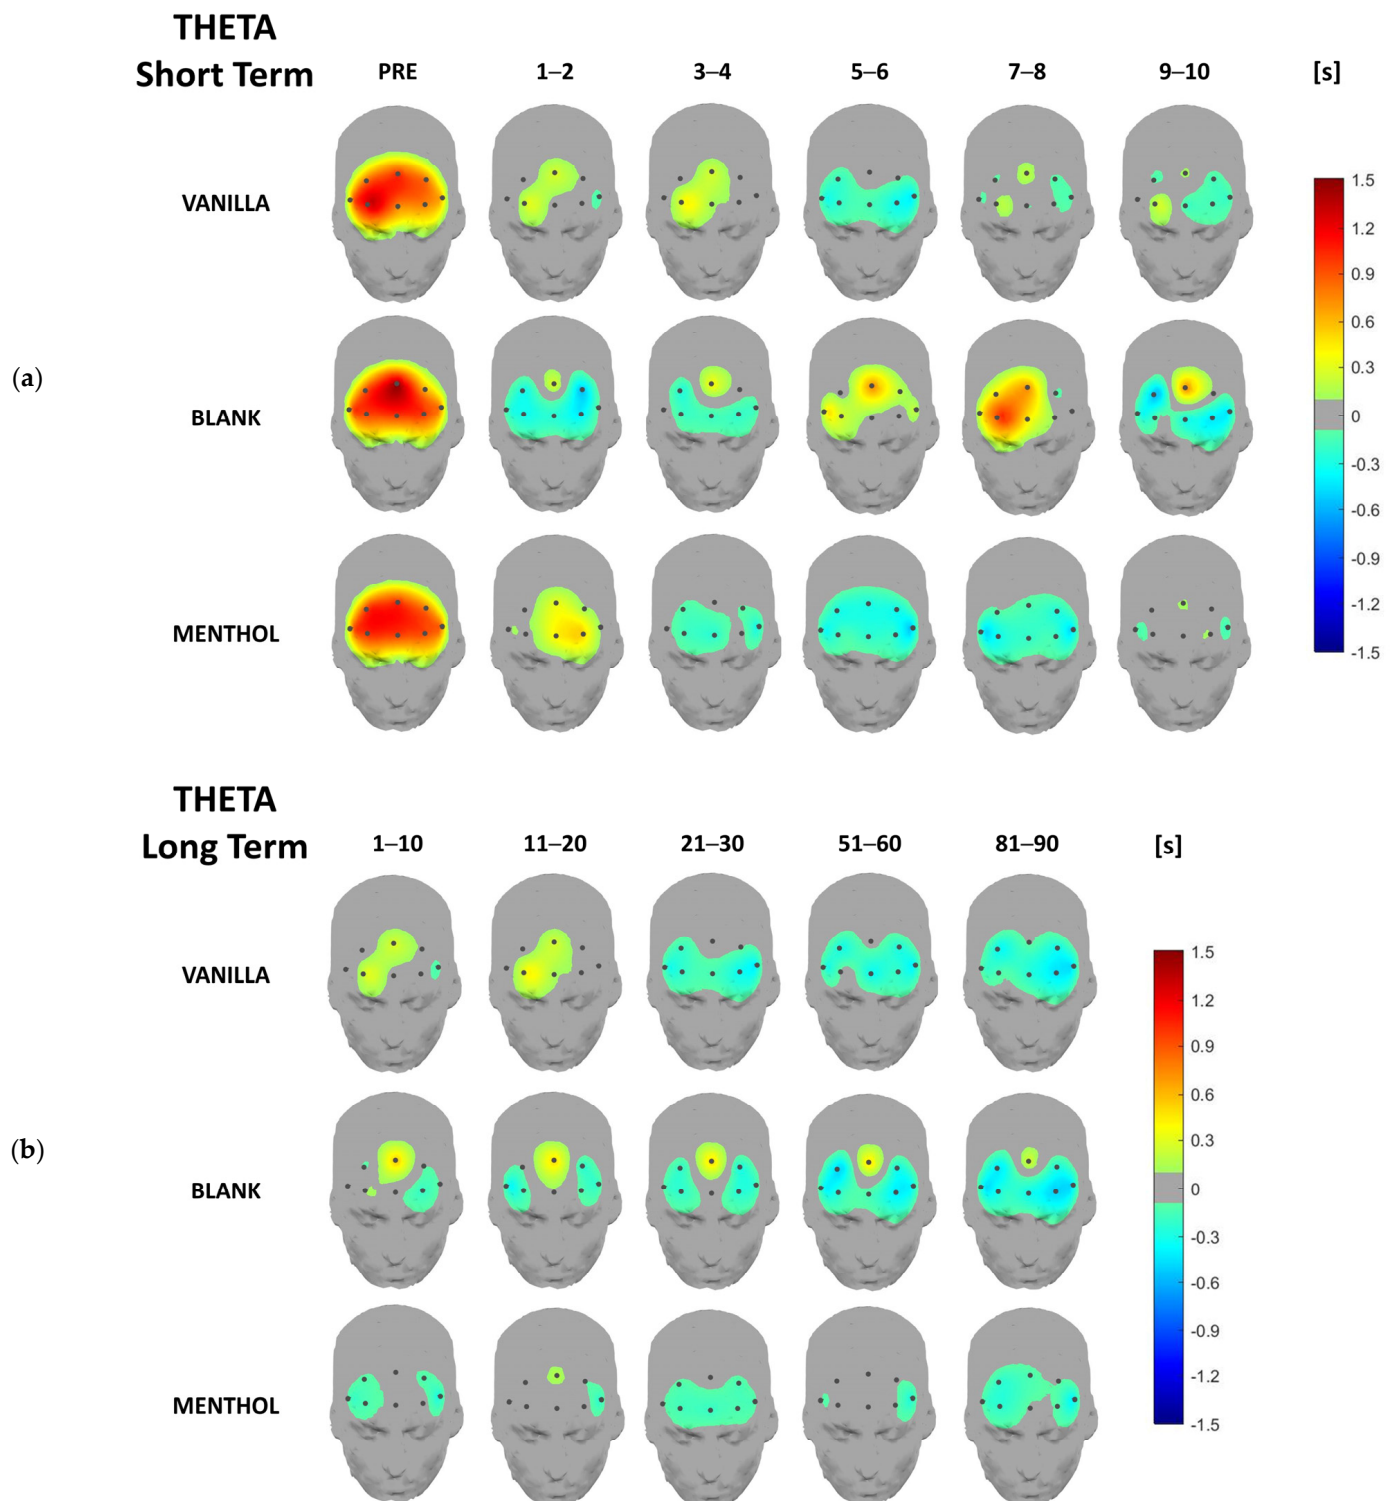 THETA
Short Term PRE 1–2 3–4 5–6 7–8 9–10 [s]
VANILLA
(a)
BLANK
MENTHOL
1.5
1.2
0.9
0.6
0.3
0
-0.3
-0.6
-0.9
-1.2
-1.5
THETA
Long Term 1–10 11–20 21–30 51–60 81–90 [s]
VANILLA
(b)
BLANK
MENTHOL
1.5
1.2
0.9
0.6
0.3
0
-0.3
-0.6
-0.9
-1.2
-1.5